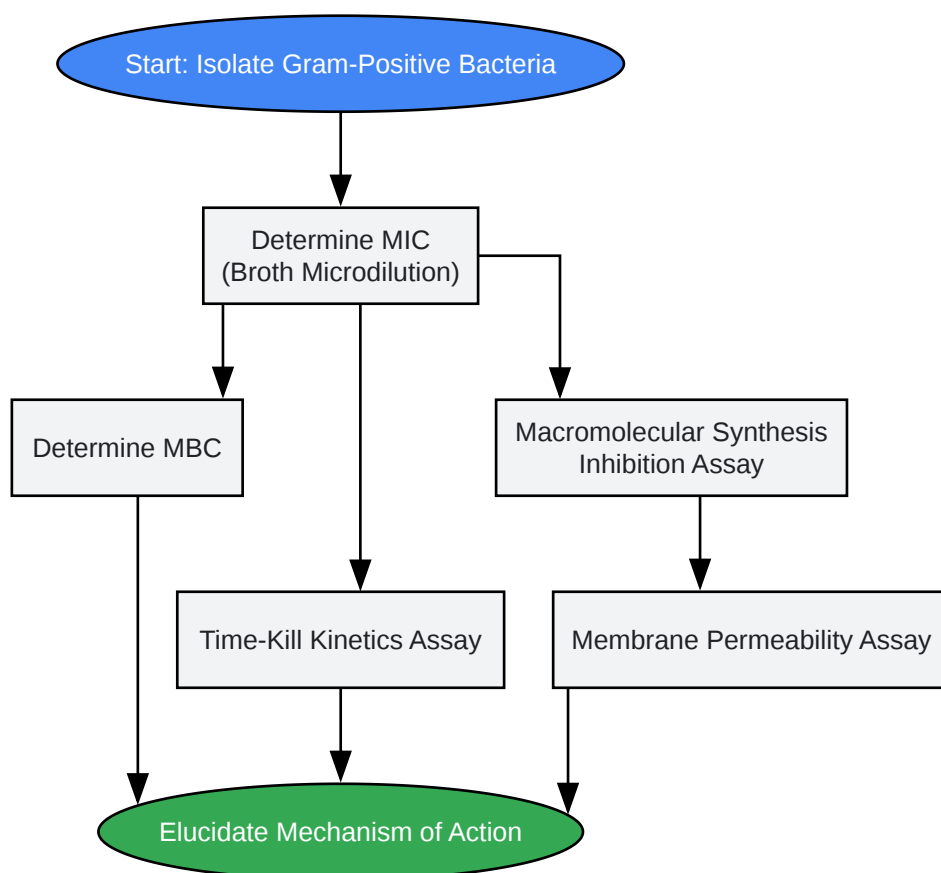 Start: Isolate Gram-Positive Bacteria
Determine MIC
(Broth Microdilution)
Determine MBC
Macromolecular Synthesis
Inhibition Assay
Time-Kill Kinetics Assay
Membrane Permeability Assay
Elucidate Mechanism of Action